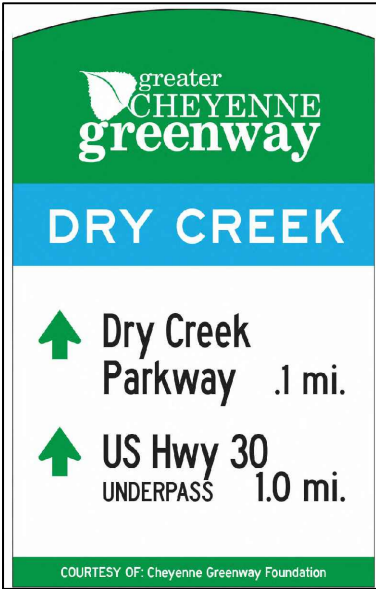 greater
CHEYENNE
greenway
DRY CREEK
Dry Creek
Parkway .1 mi.
US Hwy 30
UNDERPASS 1.0 mi.
COURTESY OF: Cheyenne Greenway Foundation